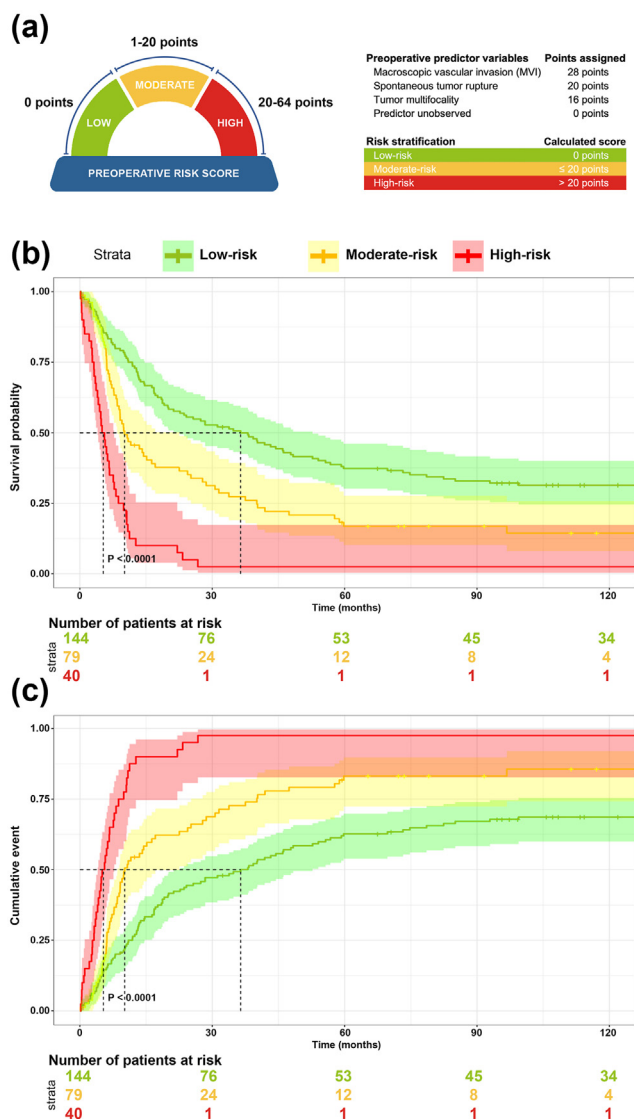 (a)
1-20 points
0 points
20-64 points
LOW
MODERATE
HIGH
PREOPERATIVE RISK SCORE
Preoperative predictor variables Points assigned
Macroscopic vascular invasion (MVI) 28 points
Spontaneous tumor rupture 20 points
Tumor multifocality 16 points
Predictor unobserved 0 points
Risk stratification Calculated score
Low-risk 0 points
Moderate-risk ≤ 20 points
High-risk > 20 points
(b)
Strata Low-risk Moderate-risk High-risk
Survival probabilty
1.00
0.75
0.50
0.25
0.00
P < 0.0001
0 30 60 90 120
Time (months)
Number of patients at risk
strata
144 76 53 45 34
79 24 12 8 4
40 1 1 1 1
(c)
Cumulative event
1.00
0.75
0.50
0.25
0.00
P < 0.0001
0 30 60 90 120
Time (months)
Number of patients at risk
strata
144 76 53 45 34
79 24 12 8 4
40 1 1 1 1